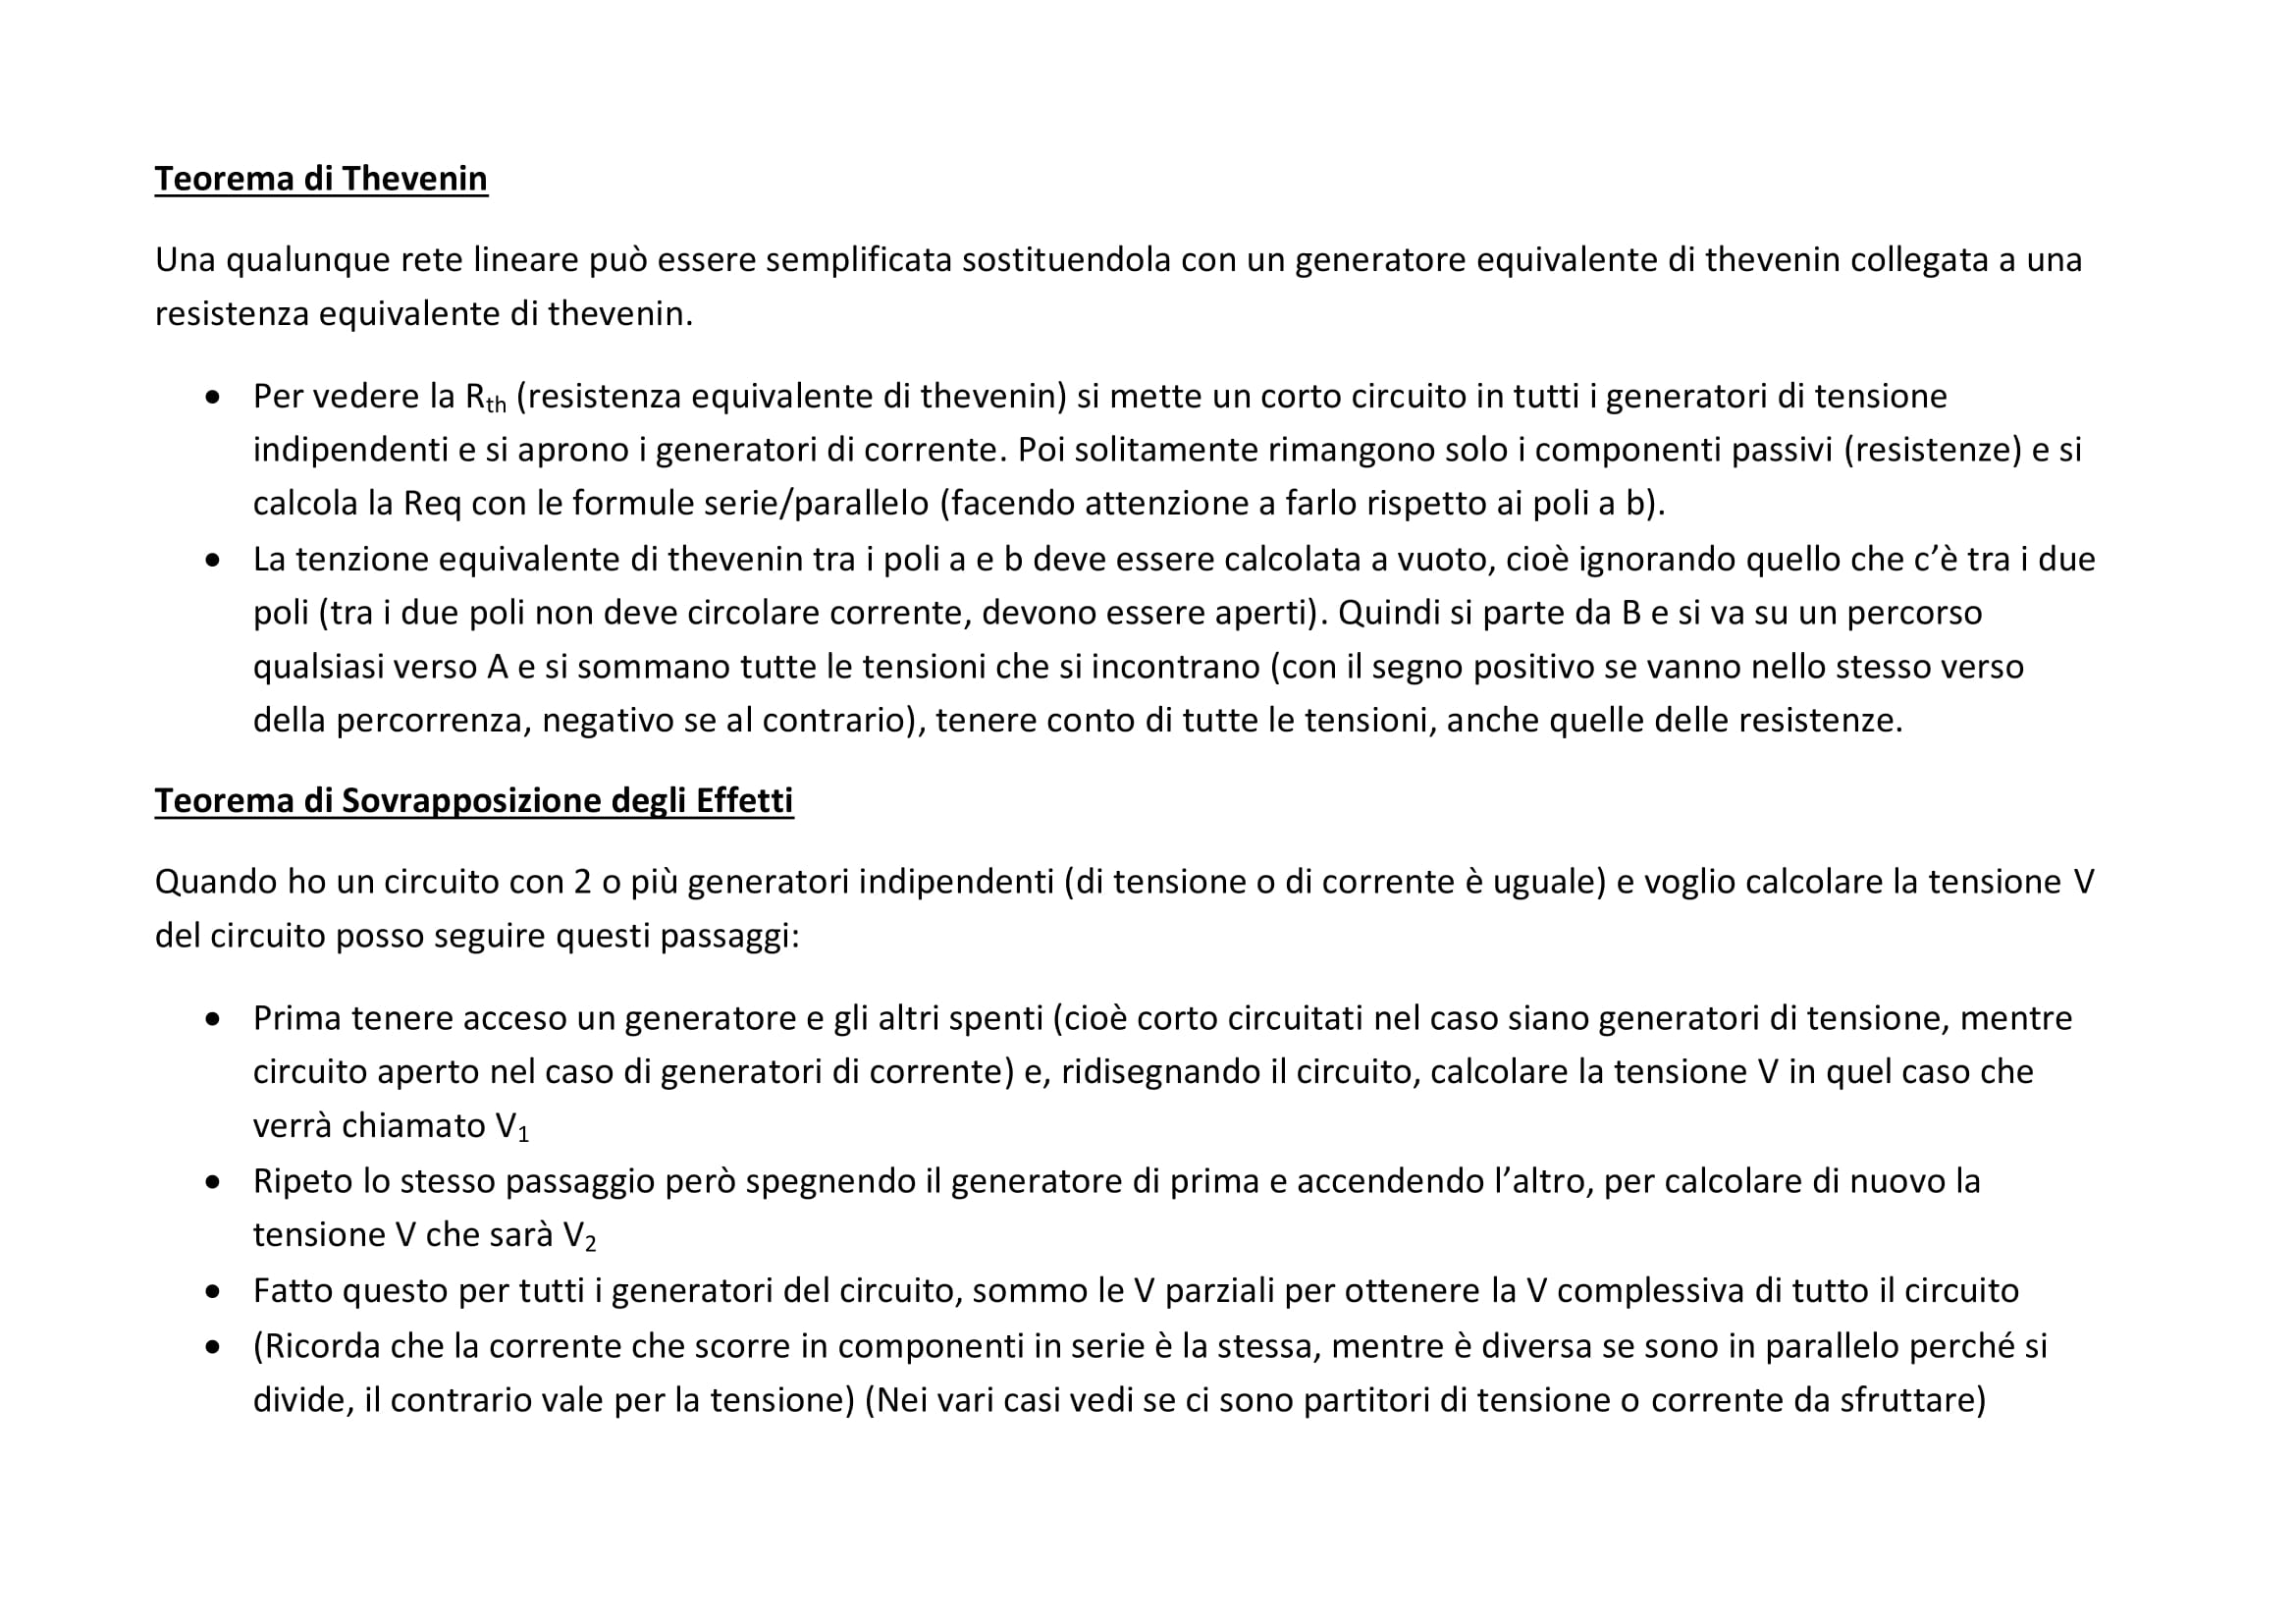 Teorema di Thevenin
Una qualunque rete lineare può essere semplificata sostituendola con un generatore equivalente di thevenin collegata a una
resistenza equivalente di thevenin.
• Per vedere la Rth (resistenza equivalente di thevenin) si mette un corto circuito in tutti i generatori di tensione
indipendenti e si aprono i generatori di corrente. Poi solitamente rimangono solo i componenti passivi (resistenze) e si
calcola la Req con le formule serie/parallelo (facendo attenzione a farlo rispetto ai poli a b).
• La tenzione equivalente di thevenin tra i poli a e b deve essere calcolata a vuoto, cioè ignorando quello che c’è tra i due
poli (tra i due poli non deve circolare corrente, devono essere aperti). Quindi si parte da B e si va su un percorso
qualsiasi verso A e si sommano tutte le tensioni che si incontrano (con il segno positivo se vanno nello stesso verso
della percorrenza, negativo se al contrario), tenere conto di tutte le tensioni, anche quelle delle resistenze.
Teorema di Sovrapposizione degli Effetti
Quando ho un circuito con 2 o più generatori indipendenti (di tensione o di corrente è uguale) e voglio calcolare la tensione V
del circuito posso seguire questi passaggi:
• Prima tenere acceso un generatore e gli altri spenti (cioè corto circuitati nel caso siano generatori di tensione, mentre
circuito aperto nel caso di generatori di corrente) e, ridisegnando il circuito, calcolare la tensione V in quel caso che
verrà chiamato V1
• Ripeto lo stesso passaggio però spegnendo il generatore di prima e accendendo l’altro, per calcolare di nuovo la
tensione V che sarà V2
• Fatto questo per tutti i generatori del circuito, sommo le V parziali per ottenere la V complessiva di tutto il circuito
• (Ricorda che la corrente che scorre in componenti in serie è la stessa, mentre è diversa se sono in parallelo perché si
divide, il contrario vale per la tensione) (Nei vari casi vedi se ci sono partitori di tensione o corrente da sfruttare)